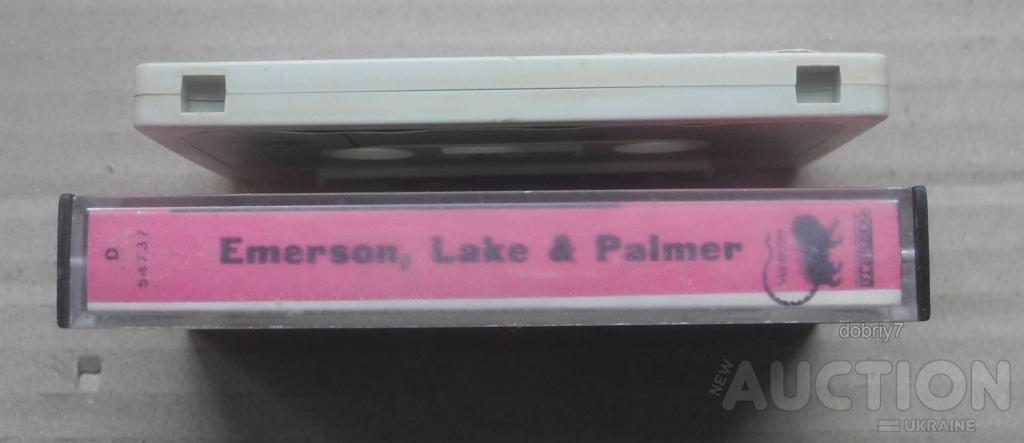 D
54737
Emerson, Lake & Palmer
dobriy7
NEW
AUCTION
UKRAINE